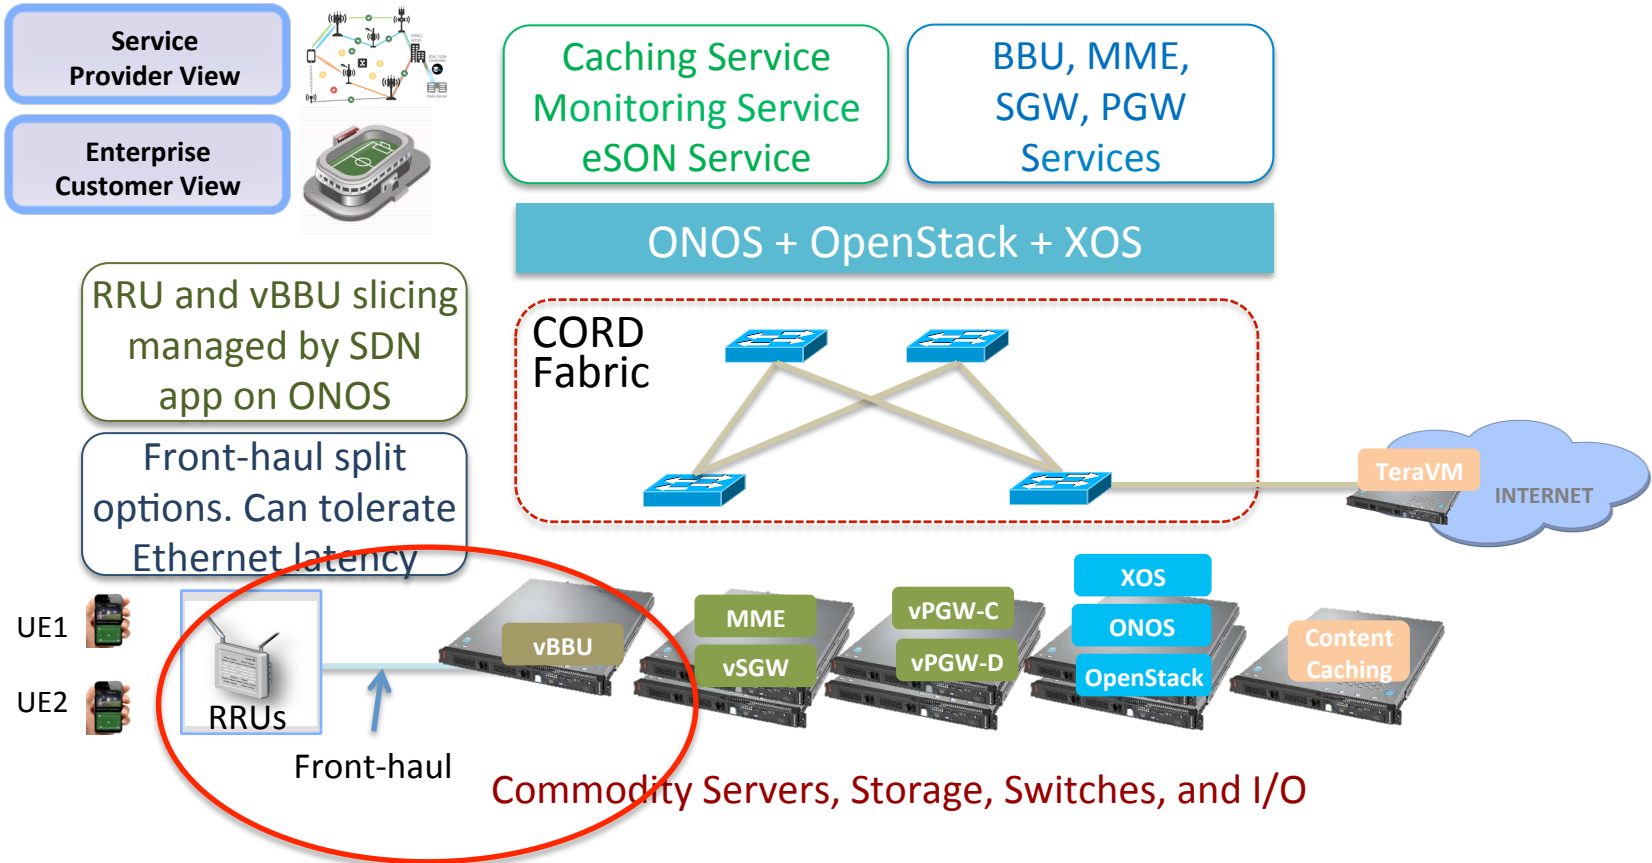 Service
Provider View
Enterprise
Customer View
MME /
Data Center
Caching Service
Monitoring Service
eSON Service
BBU, MME,
SGW, PGW
Services
ONOS + OpenStack + XOS
RRU and vBBU slicing
managed by SDN
app on ONOS
CORD
Fabric
Front-haul split
options. Can tolerate
Ethernet latency
TeraVM
INTERNET
UE1
UE2
RRUs
Front-haul
vBBU
MME
vSGW
vPGW-C
vPGW-D
XOS
ONOS
OpenStack
Content
Caching
Commodity Servers, Storage, Switches, and I/O